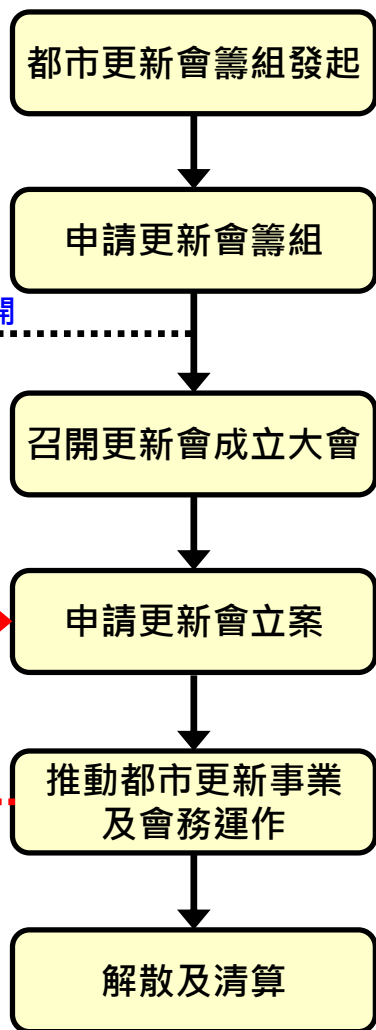 都市更新會籌組發起
申請更新會籌組
開
召開更新會成立大會
申請更新會立案
推動都市更新事業
及會務運作
解散及清算